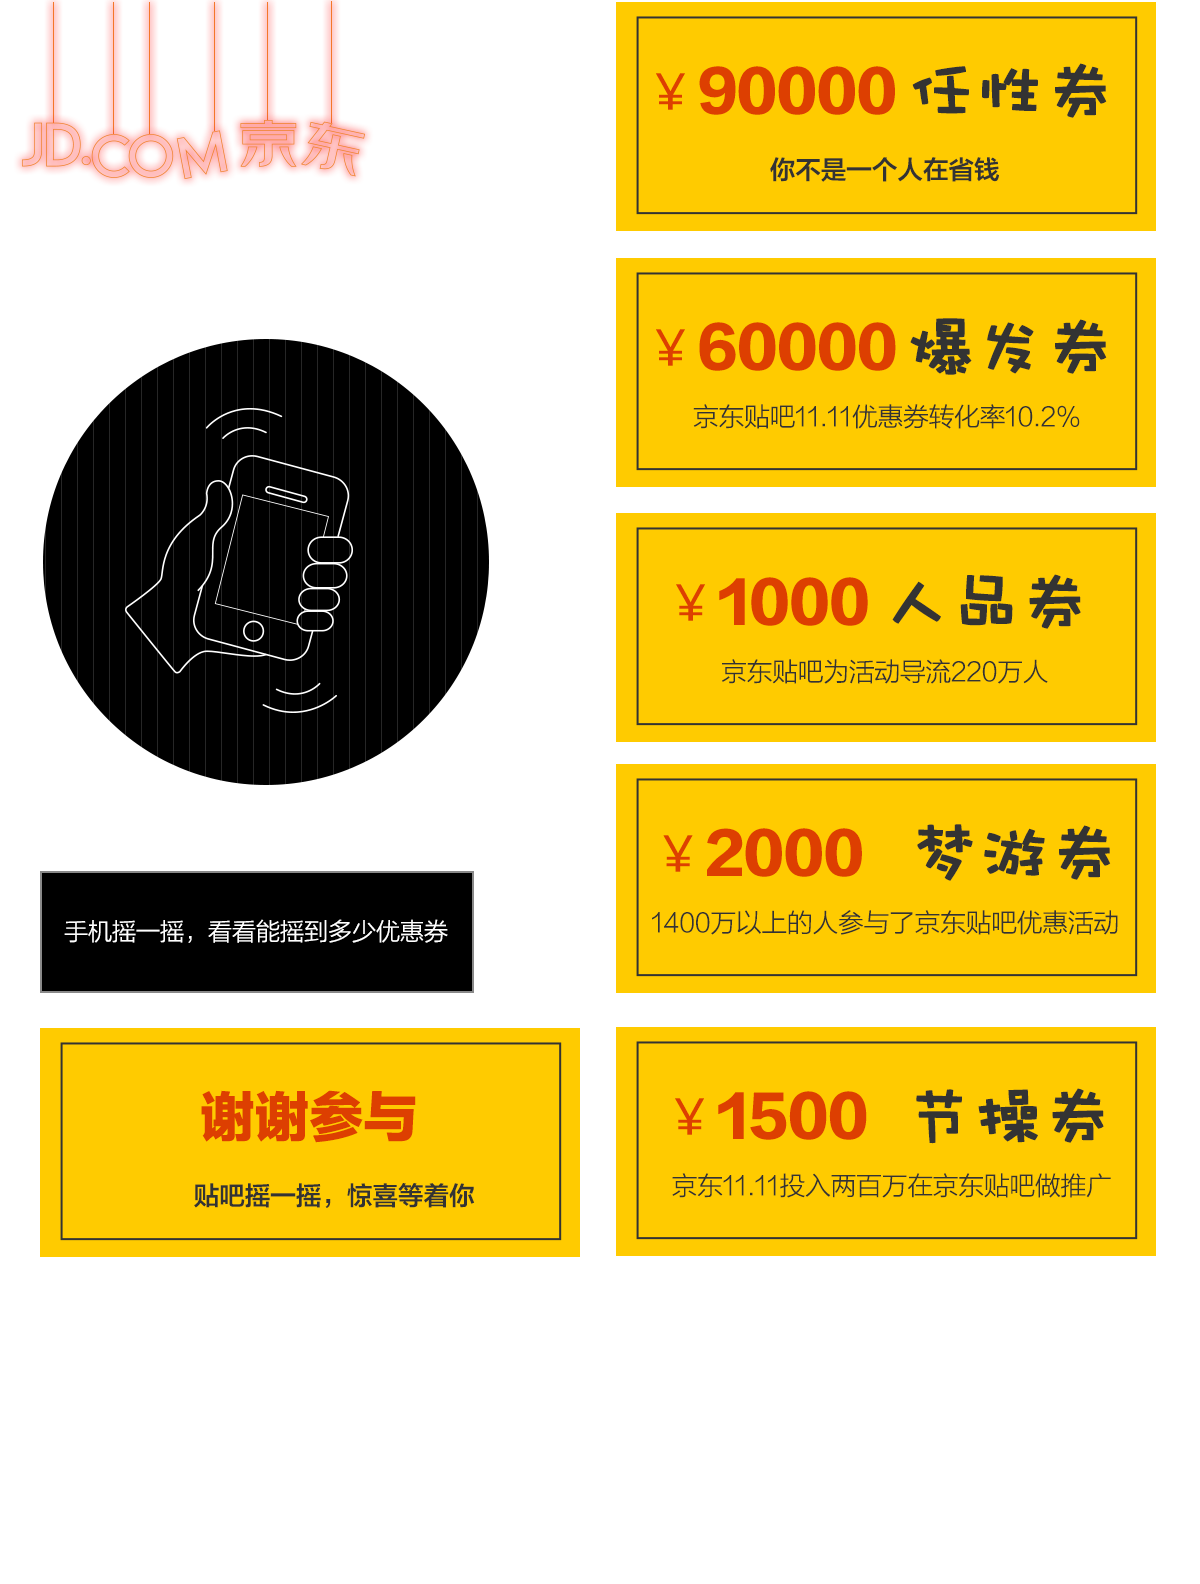 JD.COM 京东
手机摇一摇，看看能摇到多少优惠券
谢谢参与
贴吧摇一摇，惊喜等着你
¥90000 任性券
你不是一个人在省钱
¥60000 爆发券
京东贴吧11.11优惠券转化率10.2%
¥1000 人品券
京东贴吧为活动导流220万人
¥2000 梦游券
1400万以上的人参与了京东贴吧优惠活动
¥1500 节操券
京东11.11投入两百万在京东贴吧做推广